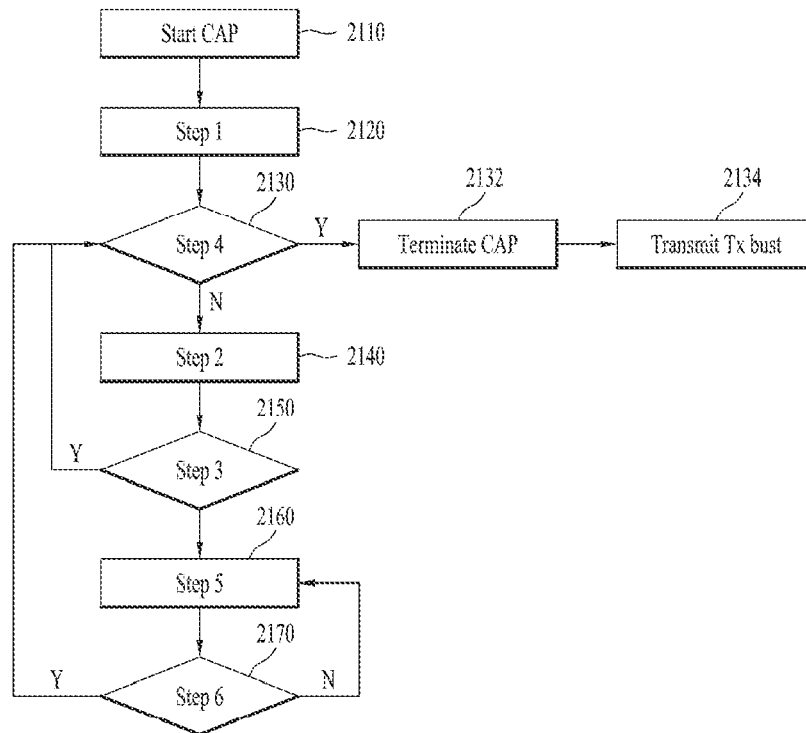 Start CAP
2110
Step 1
2120
2130
Step 4
Y
N
2132
Terminate CAP
2134
Transmit Tx bust
Step 2
2140
2150
Y
Step 3
2160
Step 5
2170
Y
Step 6
N